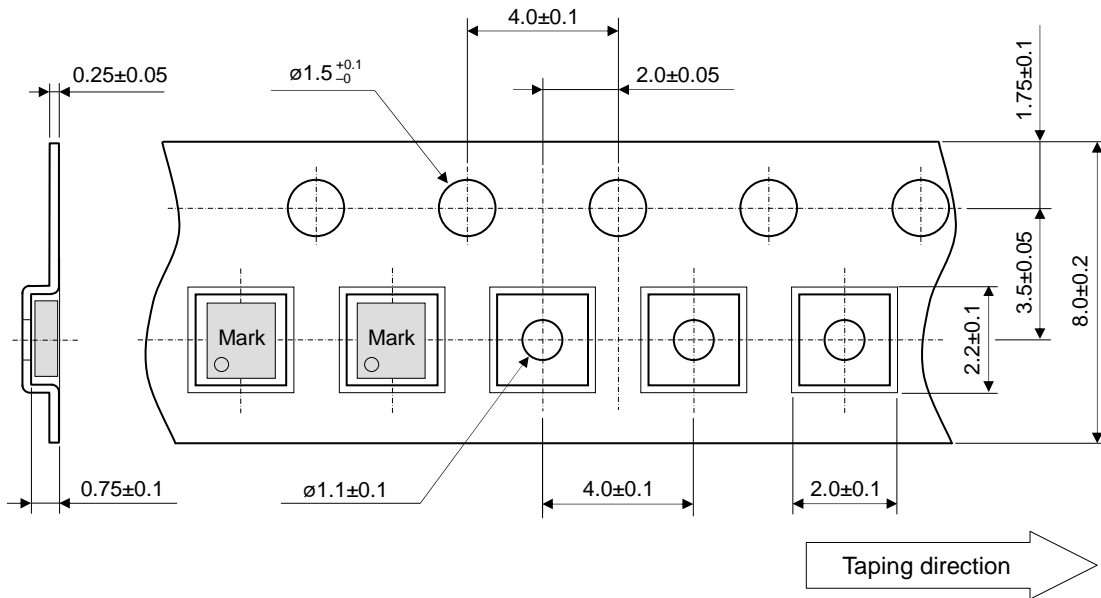 4.0±0.1
0.25±0.05
ø1.5 +0.1 –0
2.0±0.05
1.75±0.1
3.5±0.05
8.0±0.2
2.2±0.1
Mark
Mark
0.75±0.1
ø1.1±0.1
4.0±0.1
2.0±0.1
Taping direction